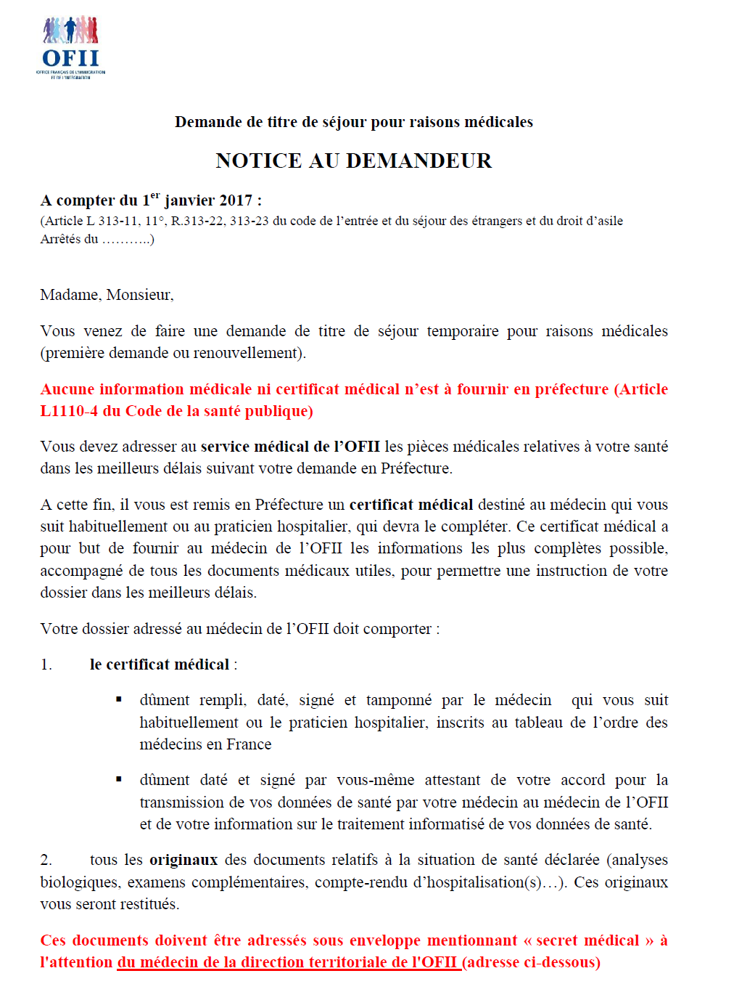 OFII
OFFICE FRANÇAIS DE L'IMMIGRATION
ET DE L'INTÉGRATION
Demande de titre de séjour pour raisons médicales
NOTICE AU DEMANDEUR
A compter du 1er janvier 2017 :
(Article L 313-11, 11°, R.313-22, 313-23 du code de l’entrée et du séjour des étrangers et du droit d’asile
Arrêtés du ………..)
Madame, Monsieur,
Vous venez de faire une demande de titre de séjour temporaire pour raisons médicales
(première demande ou renouvellement).
Aucune information médicale ni certificat médical n’est à fournir en préfecture (Article
L1110-4 du Code de la santé publique)
Vous devez adresser au service médical de l’OFII les pièces médicales relatives à votre santé
dans les meilleurs délais suivant votre demande en Préfecture.
A cette fin, il vous est remis en Préfecture un certificat médical destiné au médecin qui vous
suit habituellement ou au praticien hospitalier, qui devra le compléter. Ce certificat médical a
pour but de fournir au médecin de l’OFII les informations les plus complètes possible,
accompagné de tous les documents médicaux utiles, pour permettre une instruction de votre
dossier dans les meilleurs délais.
Votre dossier adressé au médecin de l’OFII doit comporter :
1. le certificat médical :
▪ dûment rempli, daté, signé et tamponné par le médecin qui vous suit
habituellement ou le praticien hospitalier, inscrits au tableau de l’ordre des
médecins en France
▪ dûment daté et signé par vous-même attestant de votre accord pour la
transmission de vos données de santé par votre médecin au médecin de l’OFII
et de votre information sur le traitement informatisé de vos données de santé.
2. tous les originaux des documents relatifs à la situation de santé déclarée (analyses
biologiques, examens complémentaires, compte-rendu d’hospitalisation(s)…). Ces originaux
vous seront restitués.
Ces documents doivent être adressés sous enveloppe mentionnant « secret médical » à
l'attention du médecin de la direction territoriale de l'OFII (adresse ci-dessous)